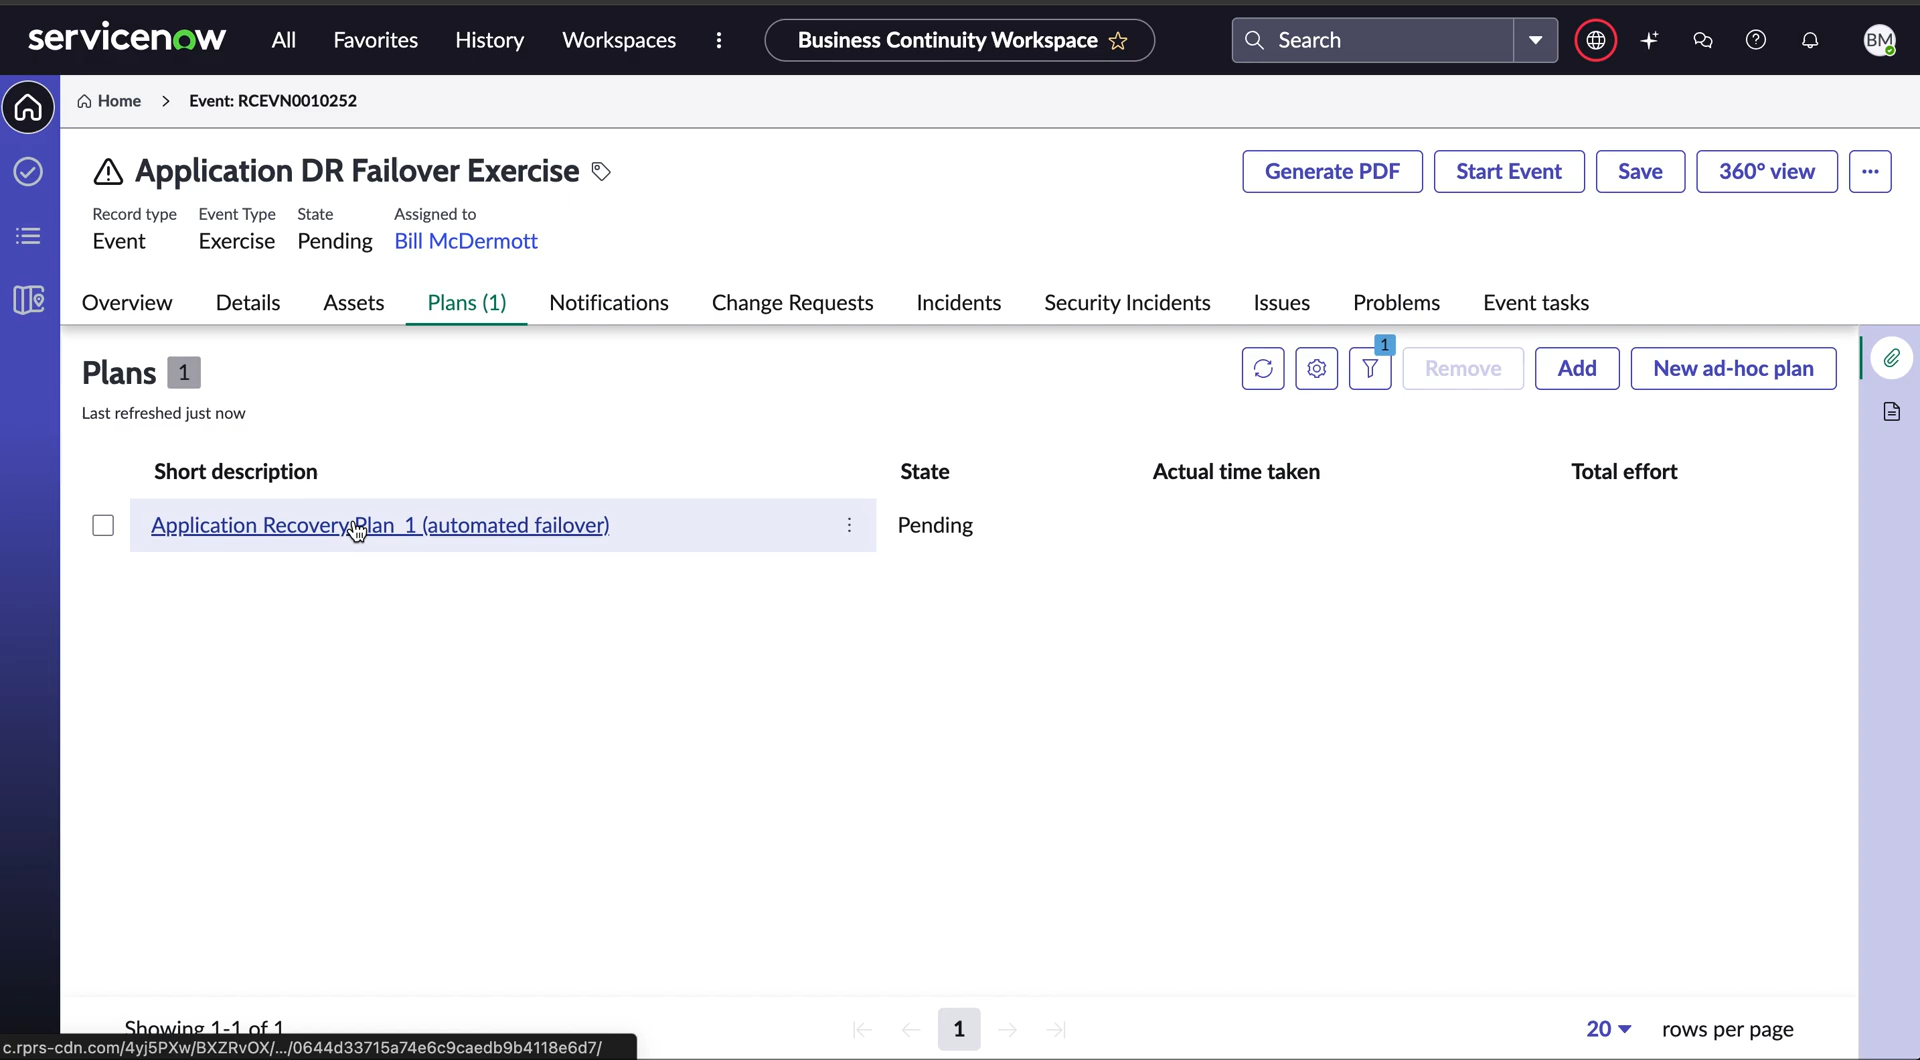 servicenow All Favorites History Workspaces Business Continuity Workspace Search BM
Home > Event: RCEVN0010252
Application DR Failover Exercise
Generate PDF Start Event Save 360° view ...
Record type Event Type State Assigned to
Event Exercise Pending Bill McDermott
Overview Details Assets Plans (1) Notifications Change Requests Incidents Security Incidents Issues Problems Event tasks
Plans 1
1 Remove Add New ad-hoc plan
Last refreshed just now
Short description State Actual time taken Total effort
Application Recovery Plan_1 (automated failover) Pending
Showing 1-1 of 1 1 20 rows per page
c.rprs-cdn.com/4yj5PXw/BXZRvOX/.../0644d33715a74e6c9caedb9b4118e6d7/